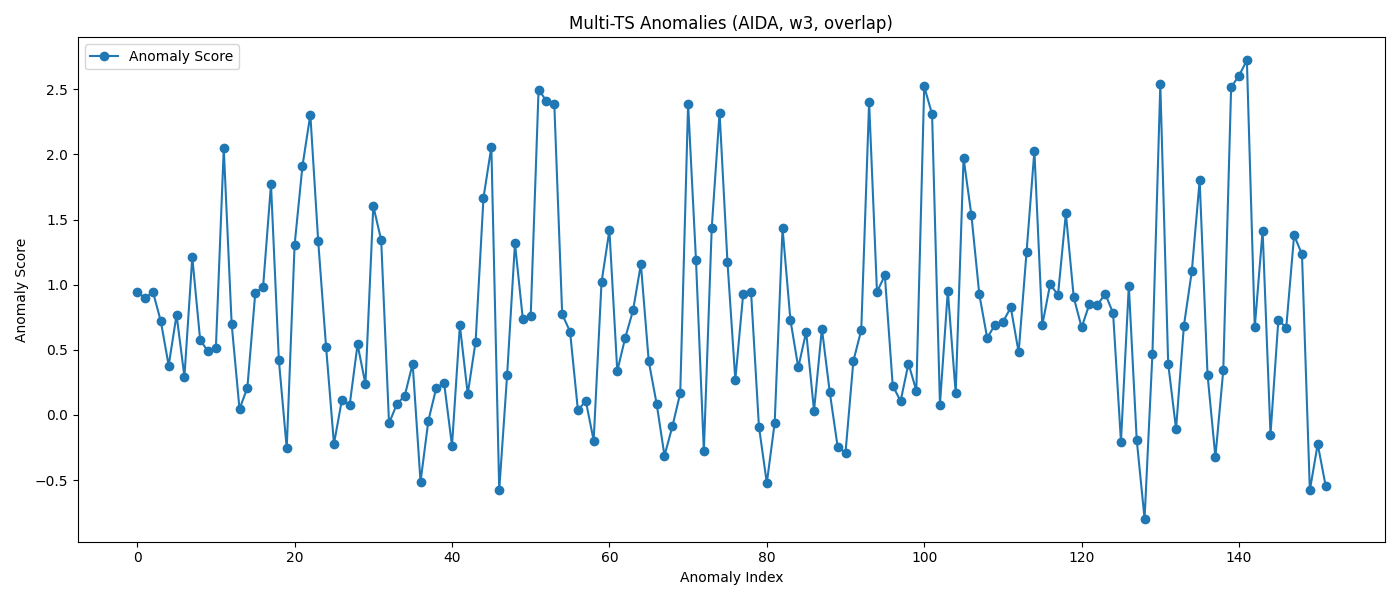 Multi-TS Anomalies (AIDA, w3, overlap)
Anomaly Score
2.5
2.0
1.5
1.0
0.5
0.0
−0.5
Anomaly Score
0 20 40 60 80 100 120 140
Anomaly Index